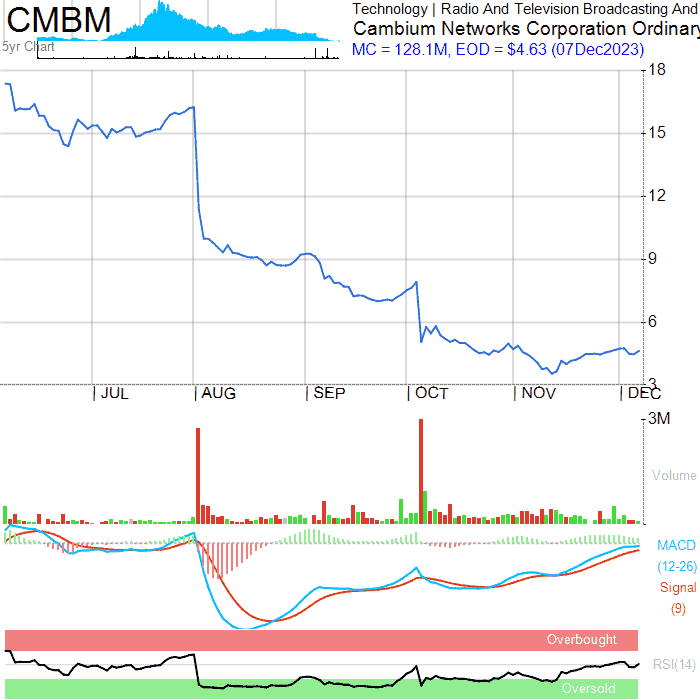 CMBM
5yr Chart
Technology | Radio And Television Broadcasting And
Cambium Networks Corporation Ordinary
MC = 128.1M, EOD = $4.63 (07Dec2023)
18
15
12
9
6
3
JUL AUG SEP OCT NOV DEC
3M
Volume
MACD
(12-26)
Signal
(9)
Overbought
RSI(14)
Oversold